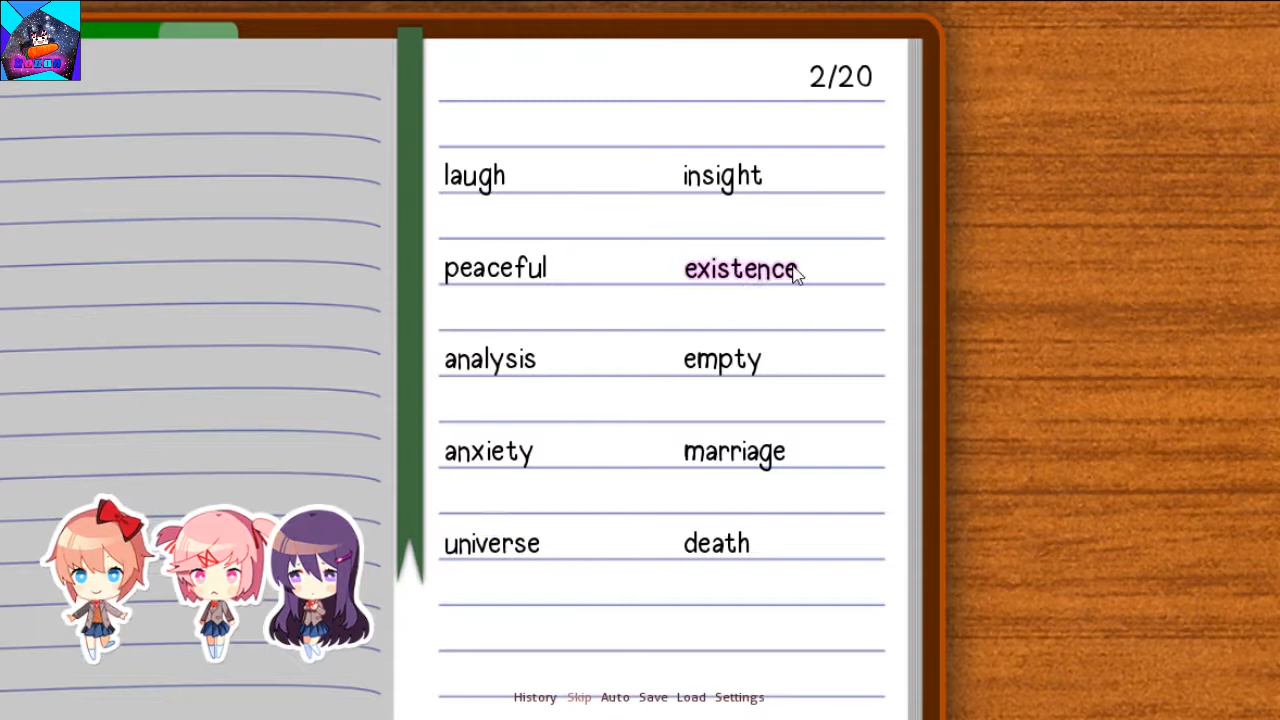 2/20
laugh insight
peaceful existence
analysis empty
anxiety marriage
universe death
History Skip Auto Save Load Settings